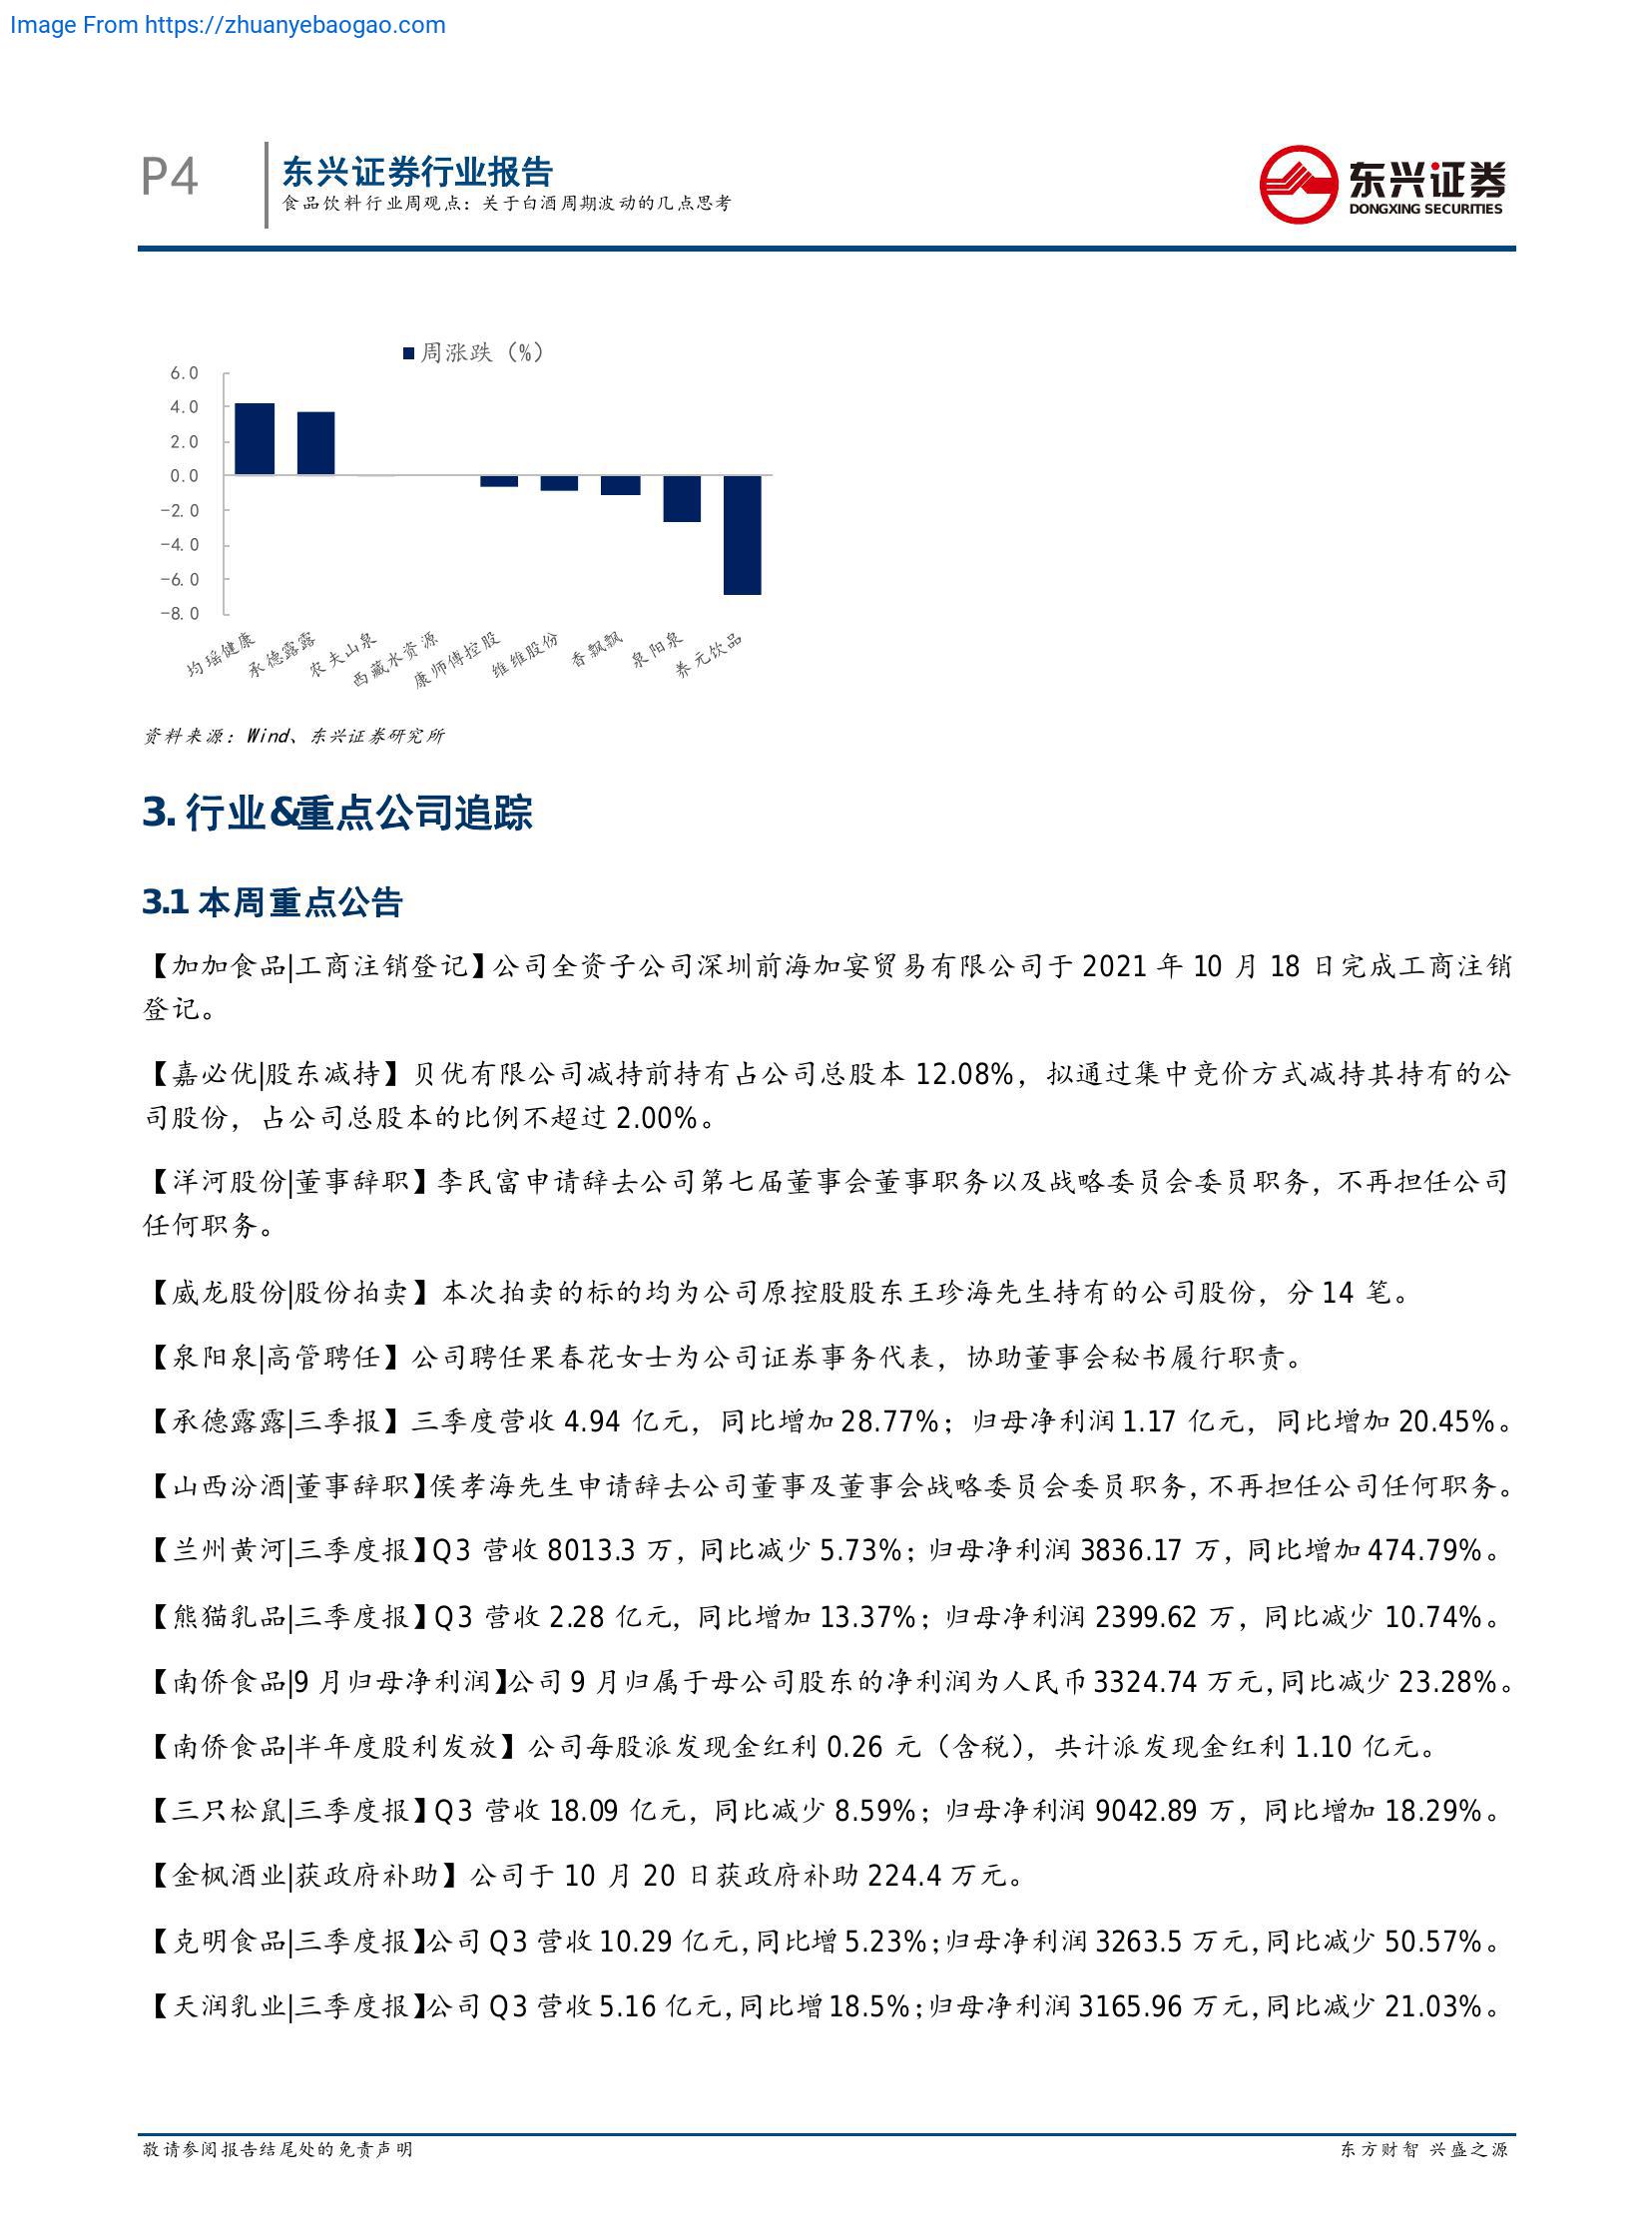 Image From https://zhuanyebaogao.com
P4
东兴证券行业报告
食品饮料行业周观点：关于白酒周期波动的几点思考
东兴证券
DONGXING SECURITIES
周涨跌（%）
6.0
4.0
2.0
0.0
-2.0
-4.0
-6.0
-8.0
均瑶健康
承德露露
农夫山泉
西藏水资源
康师傅控股
维维股份
香飘飘
泉阳泉
养元饮品
资料来源：Wind、东兴证券研究所
3. 行业&重点公司追踪
3.1 本周重点公告
【加加食品|工商注销登记】公司全资子公司深圳前海加宴贸易有限公司于 2021 年 10 月 18 日完成工商注销
登记。
【嘉必优|股东减持】贝优有限公司减持前持有占公司总股本 12.08%，拟通过集中竞价方式减持其持有的公
司股份，占公司总股本的比例不超过 2.00%。
【洋河股份|董事辞职】李民富申请辞去公司第七届董事会董事职务以及战略委员会委员职务，不再担任公司
任何职务。
【威龙股份|股份拍卖】本次拍卖的标的均为公司原控股股东王珍海先生持有的公司股份，分 14 笔。
【泉阳泉|高管聘任】公司聘任果春花女士为公司证券事务代表，协助董事会秘书履行职责。
【承德露露|三季报】三季度营收 4.94 亿元，同比增加 28.77%；归母净利润 1.17 亿元，同比增加 20.45%。
【山西汾酒|董事辞职】侯孝海先生申请辞去公司董事及董事会战略委员会委员职务，不再担任公司任何职务。
【兰州黄河|三季度报】Q3 营收 8013.3 万，同比减少 5.73%；归母净利润 3836.17 万，同比增加 474.79%。
【熊猫乳品|三季度报】Q3 营收 2.28 亿元，同比增加 13.37%；归母净利润 2399.62 万，同比减少 10.74%。
【南侨食品|9 月归母净利润】公司 9 月归属于母公司股东的净利润为人民币 3324.74 万元，同比减少 23.28%。
【南侨食品|半年度股利发放】公司每股派发现金红利 0.26 元（含税），共计派发现金红利 1.10 亿元。
【三只松鼠|三季度报】Q3 营收 18.09 亿元，同比减少 8.59%；归母净利润 9042.89 万，同比增加 18.29%。
【金枫酒业|获政府补助】公司于 10 月 20 日获政府补助 224.4 万元。
【克明食品|三季度报】公司 Q3 营收 10.29 亿元，同比增 5.23%；归母净利润 3263.5 万元，同比减少 50.57%。
【天润乳业|三季度报】公司 Q3 营收 5.16 亿元，同比增 18.5%；归母净利润 3165.96 万元，同比减少 21.03%。
敬请参阅报告结尾处的免责声明
东方财智 兴盛之源